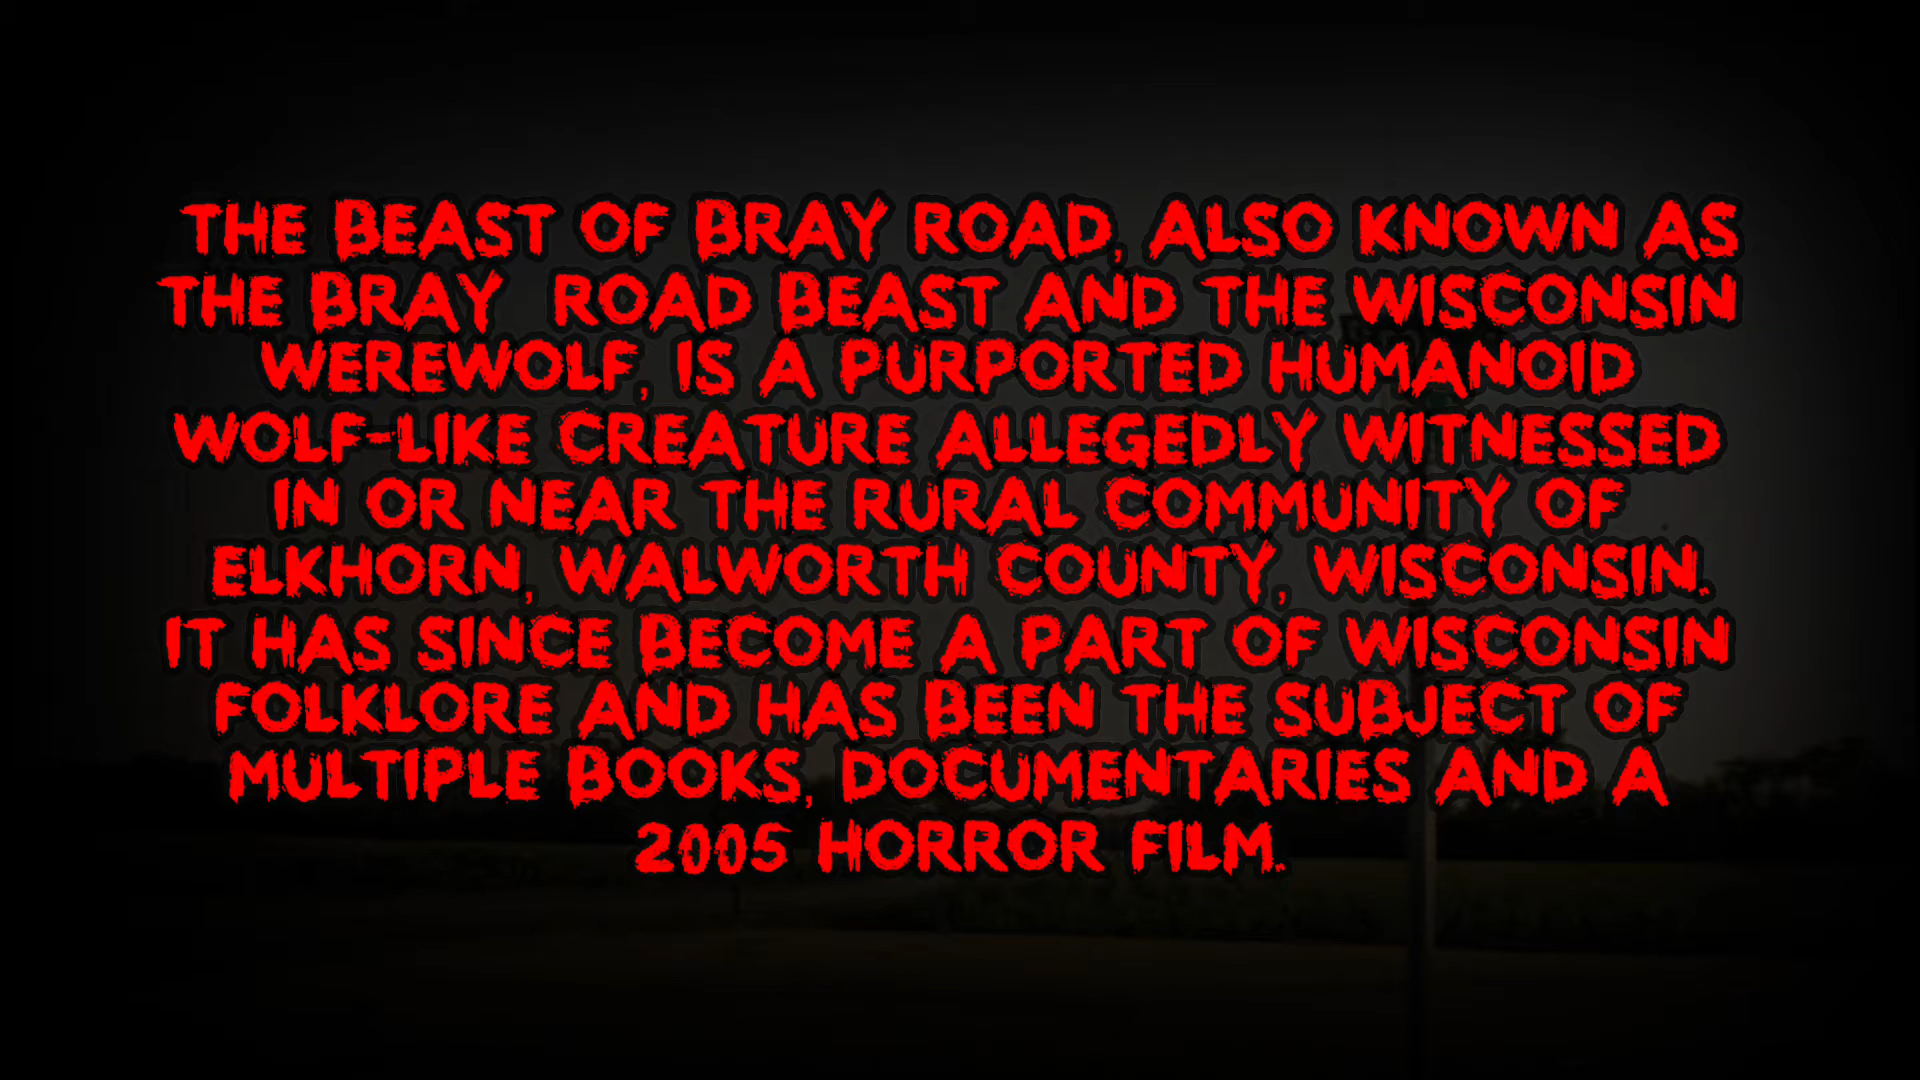 THE BEAST OF BRAY ROAD, ALSO KNOWN AS
THE BRAY  ROAD BEAST AND THE WISCONSIN
WEREWOLF, IS A PURPORTED HUMANOID
WOLF-LIKE CREATURE ALLEGEDLY WITNESSED
IN OR NEAR THE RURAL COMMUNITY OF
ELKHORN, WALWORTH COUNTY, WISCONSIN.
IT HAS SINCE BECOME A PART OF WISCONSIN
FOLKLORE AND HAS BEEN THE SUBJECT OF
MULTIPLE BOOKS, DOCUMENTARIES AND A
2005 HORROR FILM.